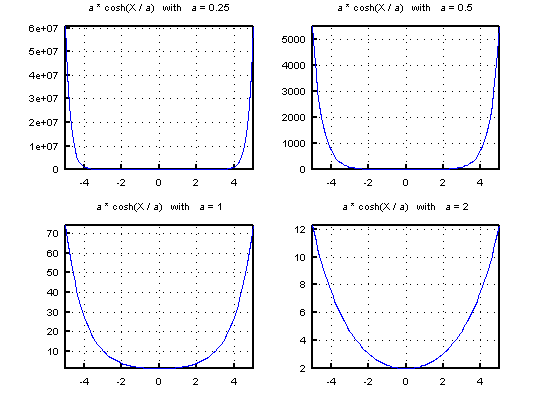 a * cosh(X / a)   with   a = 0.25
6e+07
5e+07
4e+07
3e+07
2e+07
1e+07
0
-4 -2 0 2 4
a * cosh(X / a)   with   a = 0.5
5000
4000
3000
2000
1000
0
-4 -2 0 2 4
a * cosh(X / a)   with   a = 1
70
60
50
40
30
20
10
-4 -2 0 2 4
a * cosh(X / a)   with   a = 2
12
10
8
6
4
2
-4 -2 0 2 4